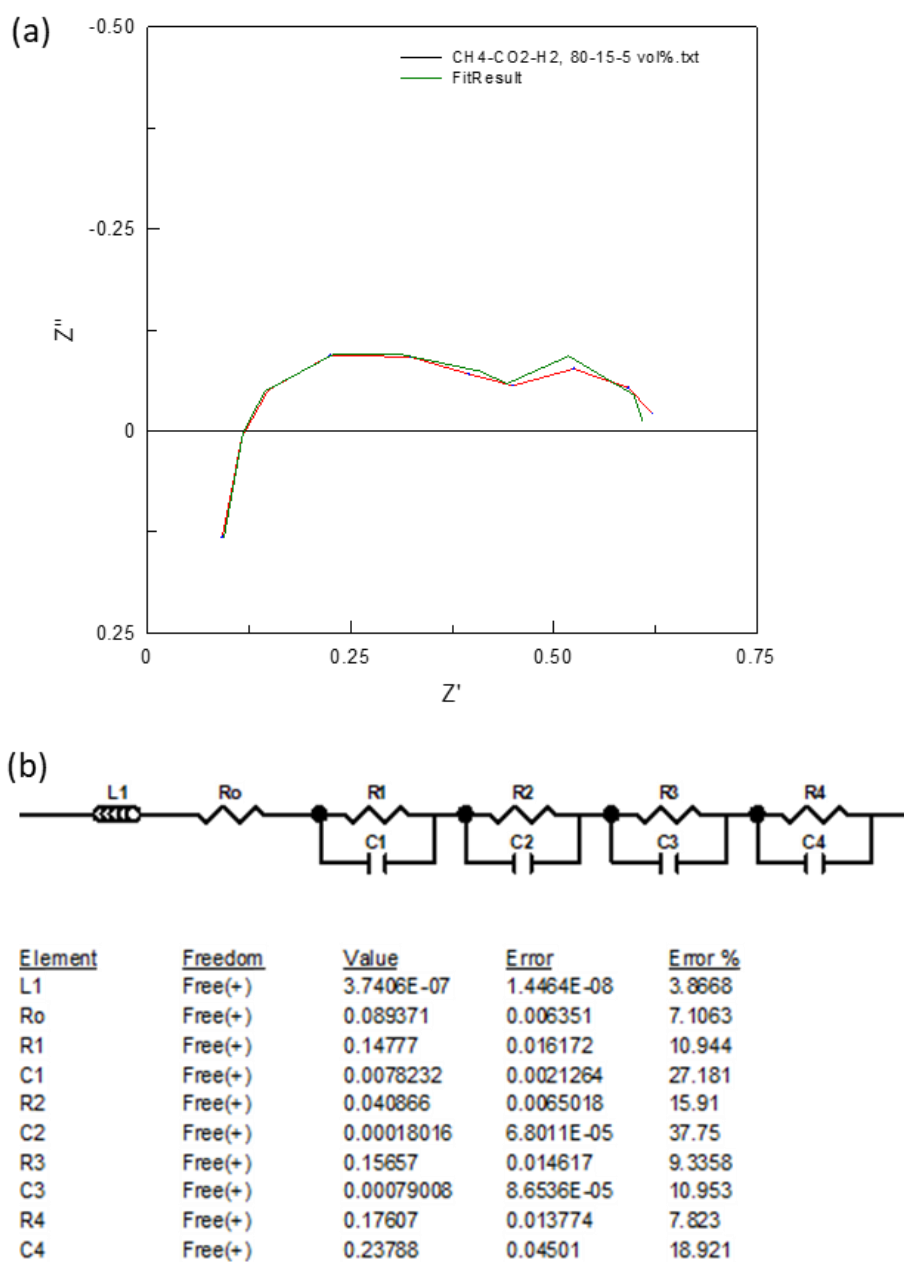 (a)
-0.50
CH4-CO2-H2, 80-15-5 vol%.txt
FitResult
-0.25
Z''
0
0.25
0 0.25 0.50 0.75
Z'
(b)
L1 Ro R1 R2 R3 R4
C1 C2 C3 C4
Element Freedom Value Error Error %
L1 Free(+) 3.7406E-07 1.4464E-08 3.8668
Ro Free(+) 0.089371 0.006351 7.1063
R1 Free(+) 0.14777 0.016172 10.944
C1 Free(+) 0.0078232 0.0021264 27.181
R2 Free(+) 0.040866 0.0065018 15.91
C2 Free(+) 0.00018016 6.8011E-05 37.75
R3 Free(+) 0.15657 0.014617 9.3358
C3 Free(+) 0.00079008 8.6536E-05 10.953
R4 Free(+) 0.17607 0.013774 7.823
C4 Free(+) 0.23788 0.04501 18.921